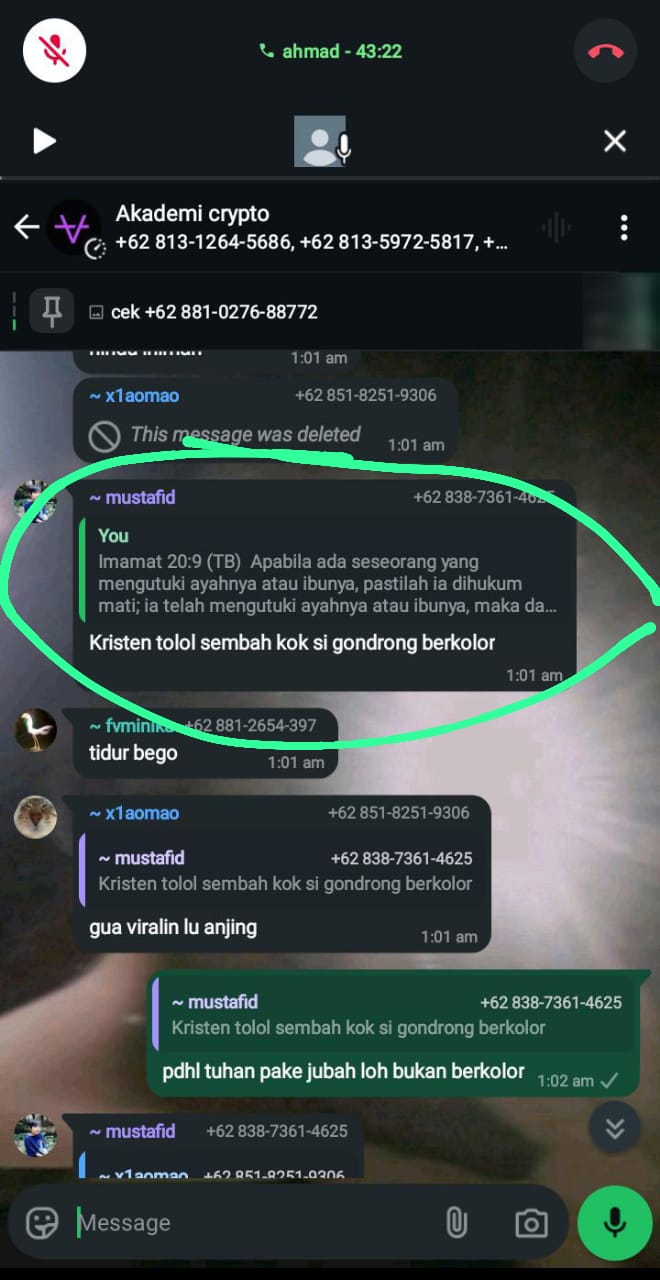 ahmad - 43:22
Akademi crypto
+62 813-1264-5686, +62 813-5972-5817, +...
cek +62 881-0276-88772
1:01 am
~ x1aomao +62 851-8251-9306
This message was deleted 1:01 am
~ mustafid +62 838-7361-4625
You
Imamat 20:9 (TB) Apabila ada seseorang yang
mengutuki ayahnya atau ibunya, pastilah ia dihukum
mati; ia telah mengutuki ayahnya atau ibunya, maka da...
Kristen tolol sembah kok si gondrong berkolor
1:01 am
~ fvminika +62 881-2654-397
tidur bego 1:01 am
~ x1aomao +62 851-8251-9306
~ mustafid +62 838-7361-4625
Kristen tolol sembah kok si gondrong berkolor
gua viralin lu anjing 1:01 am
~ mustafid +62 838-7361-4625
Kristen tolol sembah kok si gondrong berkolor
pdhl tuhan pake jubah loh bukan berkolor 1:02 am
~ mustafid +62 838-7361-4625
~ x1aomao +62 851-8251-9306
Message